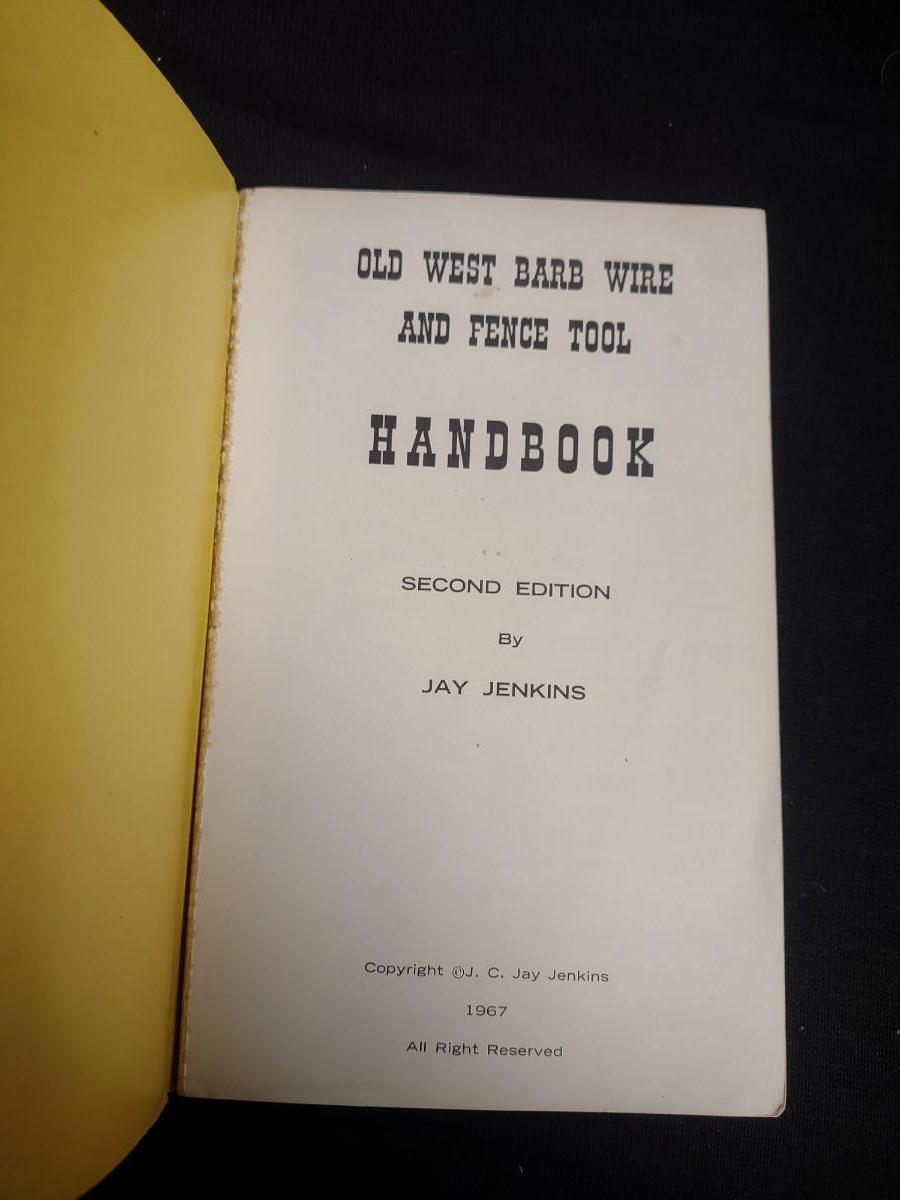 OLD WEST BARB WIRE
AND FENCE TOOL
HANDBOOK
SECOND EDITION
By
JAY JENKINS
Copyright ©J. C. Jay Jenkins
1967
All Right Reserved